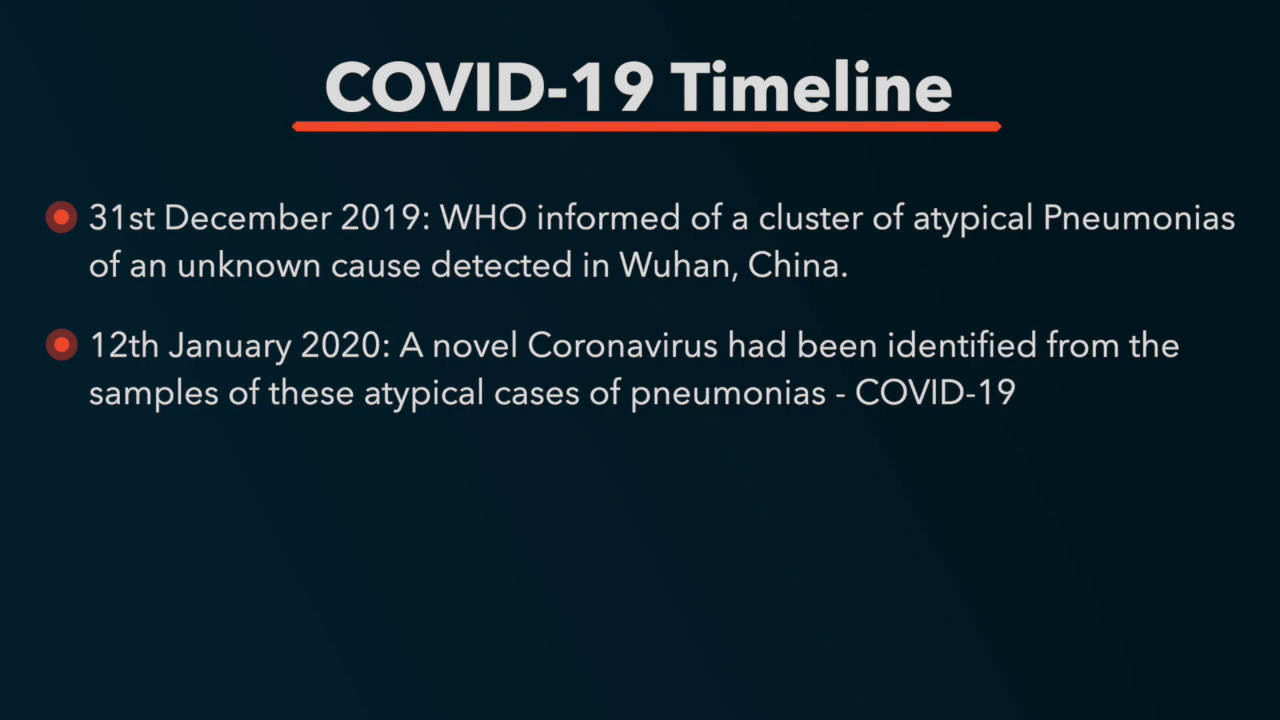 COVID-19 Timeline
31st December 2019: WHO informed of a cluster of atypical Pneumonias
of an unknown cause detected in Wuhan, China.
12th January 2020: A novel Coronavirus had been identified from the
samples of these atypical cases of pneumonias - COVID-19